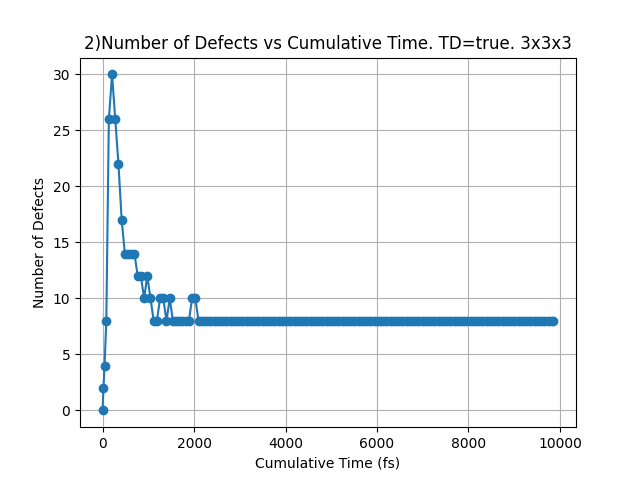 2)Number of Defects vs Cumulative Time. TD=true. 3x3x3
30
25
20
15
10
5
0
Number of Defects
0 2000 4000 6000 8000 10000
Cumulative Time (fs)